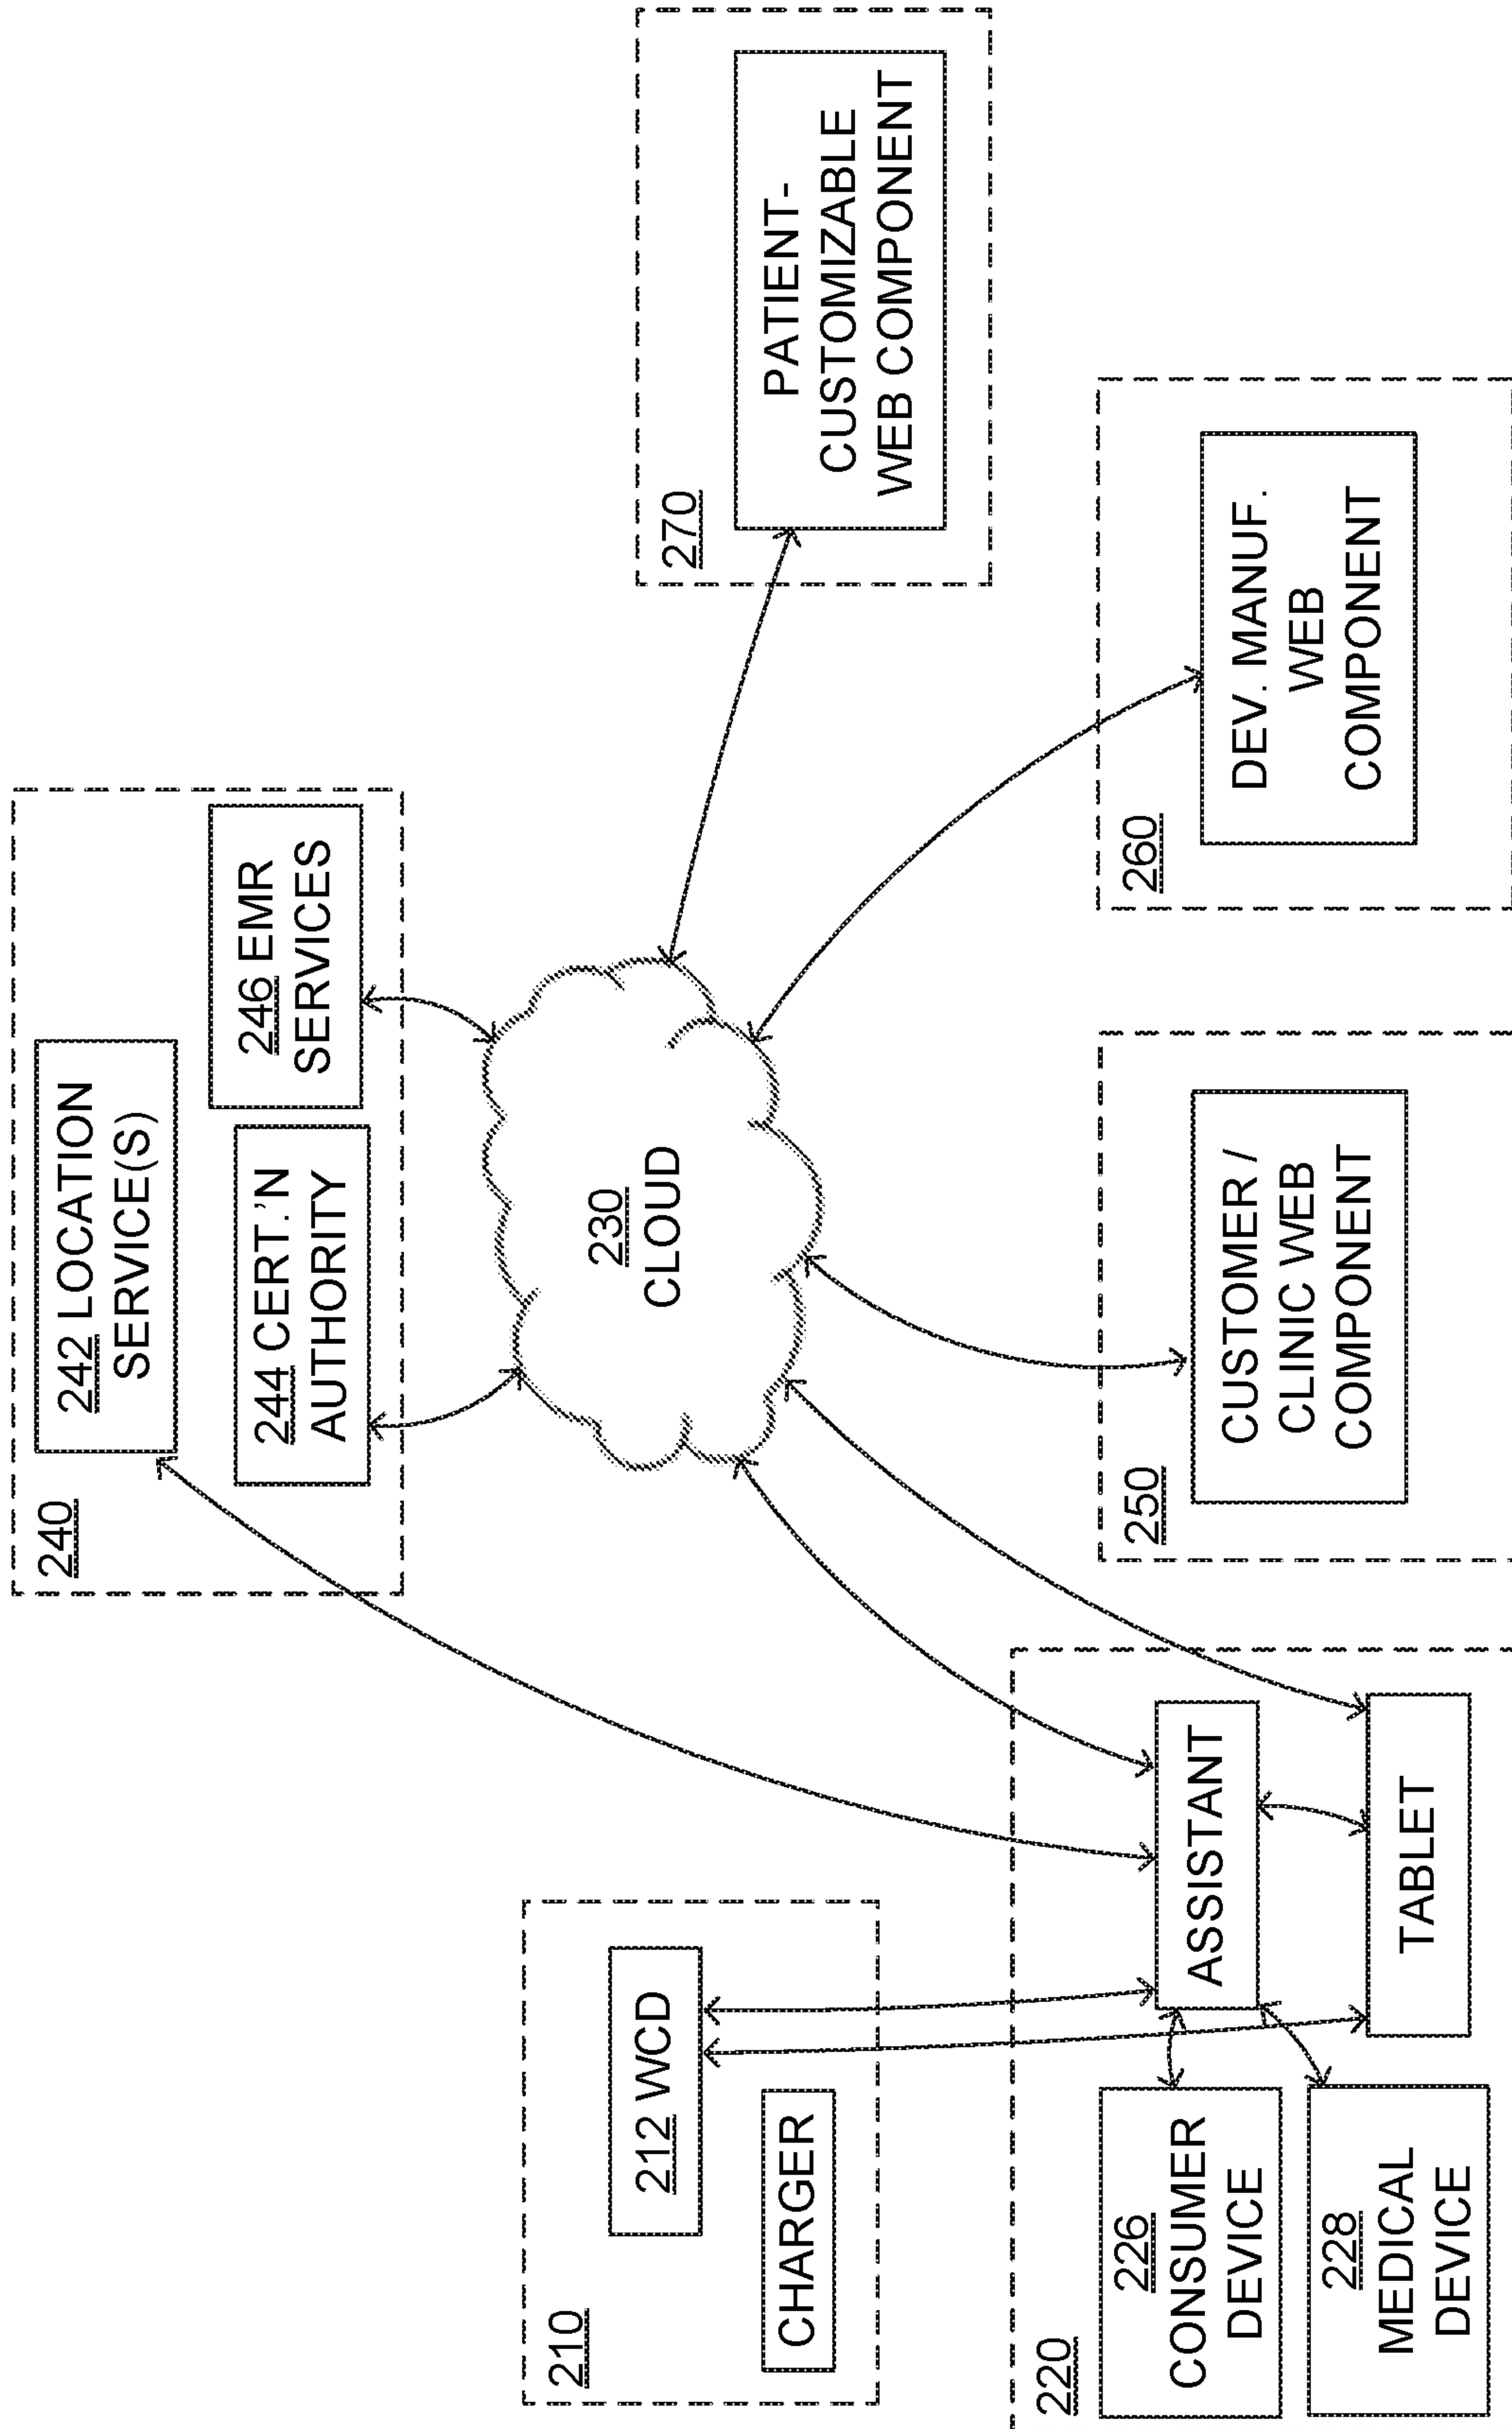 240
242 LOCATION
SERVICE(S)
244 CERT.'N
AUTHORITY
246 EMR
SERVICES
210
212 WCD
CHARGER
230
CLOUD
270
PATIENT-
CUSTOMIZABLE
WEB COMPONENT
220
226
CONSUMER
DEVICE
228
MEDICAL
DEVICE
ASSISTANT
TABLET
250
CUSTOMER /
CLINIC WEB
COMPONENT
260
DEV. MANUF.
WEB
COMPONENT